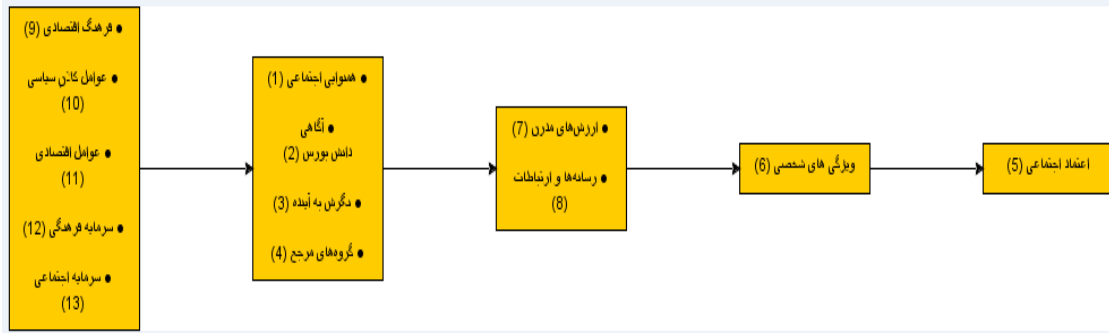 ● فرهنگ اقتصادی (9)
● عوامل کلان سیاسی
(10)
● عوامل اقتصادی
(11)
● سرمایه فرهنگی (12)
● سرمایه اجتماعی
(13)
● همنوایی اجتماعی (1)
● آگاهی
دانش بورس (2)
● نگرش به آینده (3)
● گروه‌های مرجع (4)
● ارزش‌های مدرن (7)
● رسانه‌ها و ارتباطات
(8)
ویژگی های شخصی (6)
اعتماد اجتماعی (5)